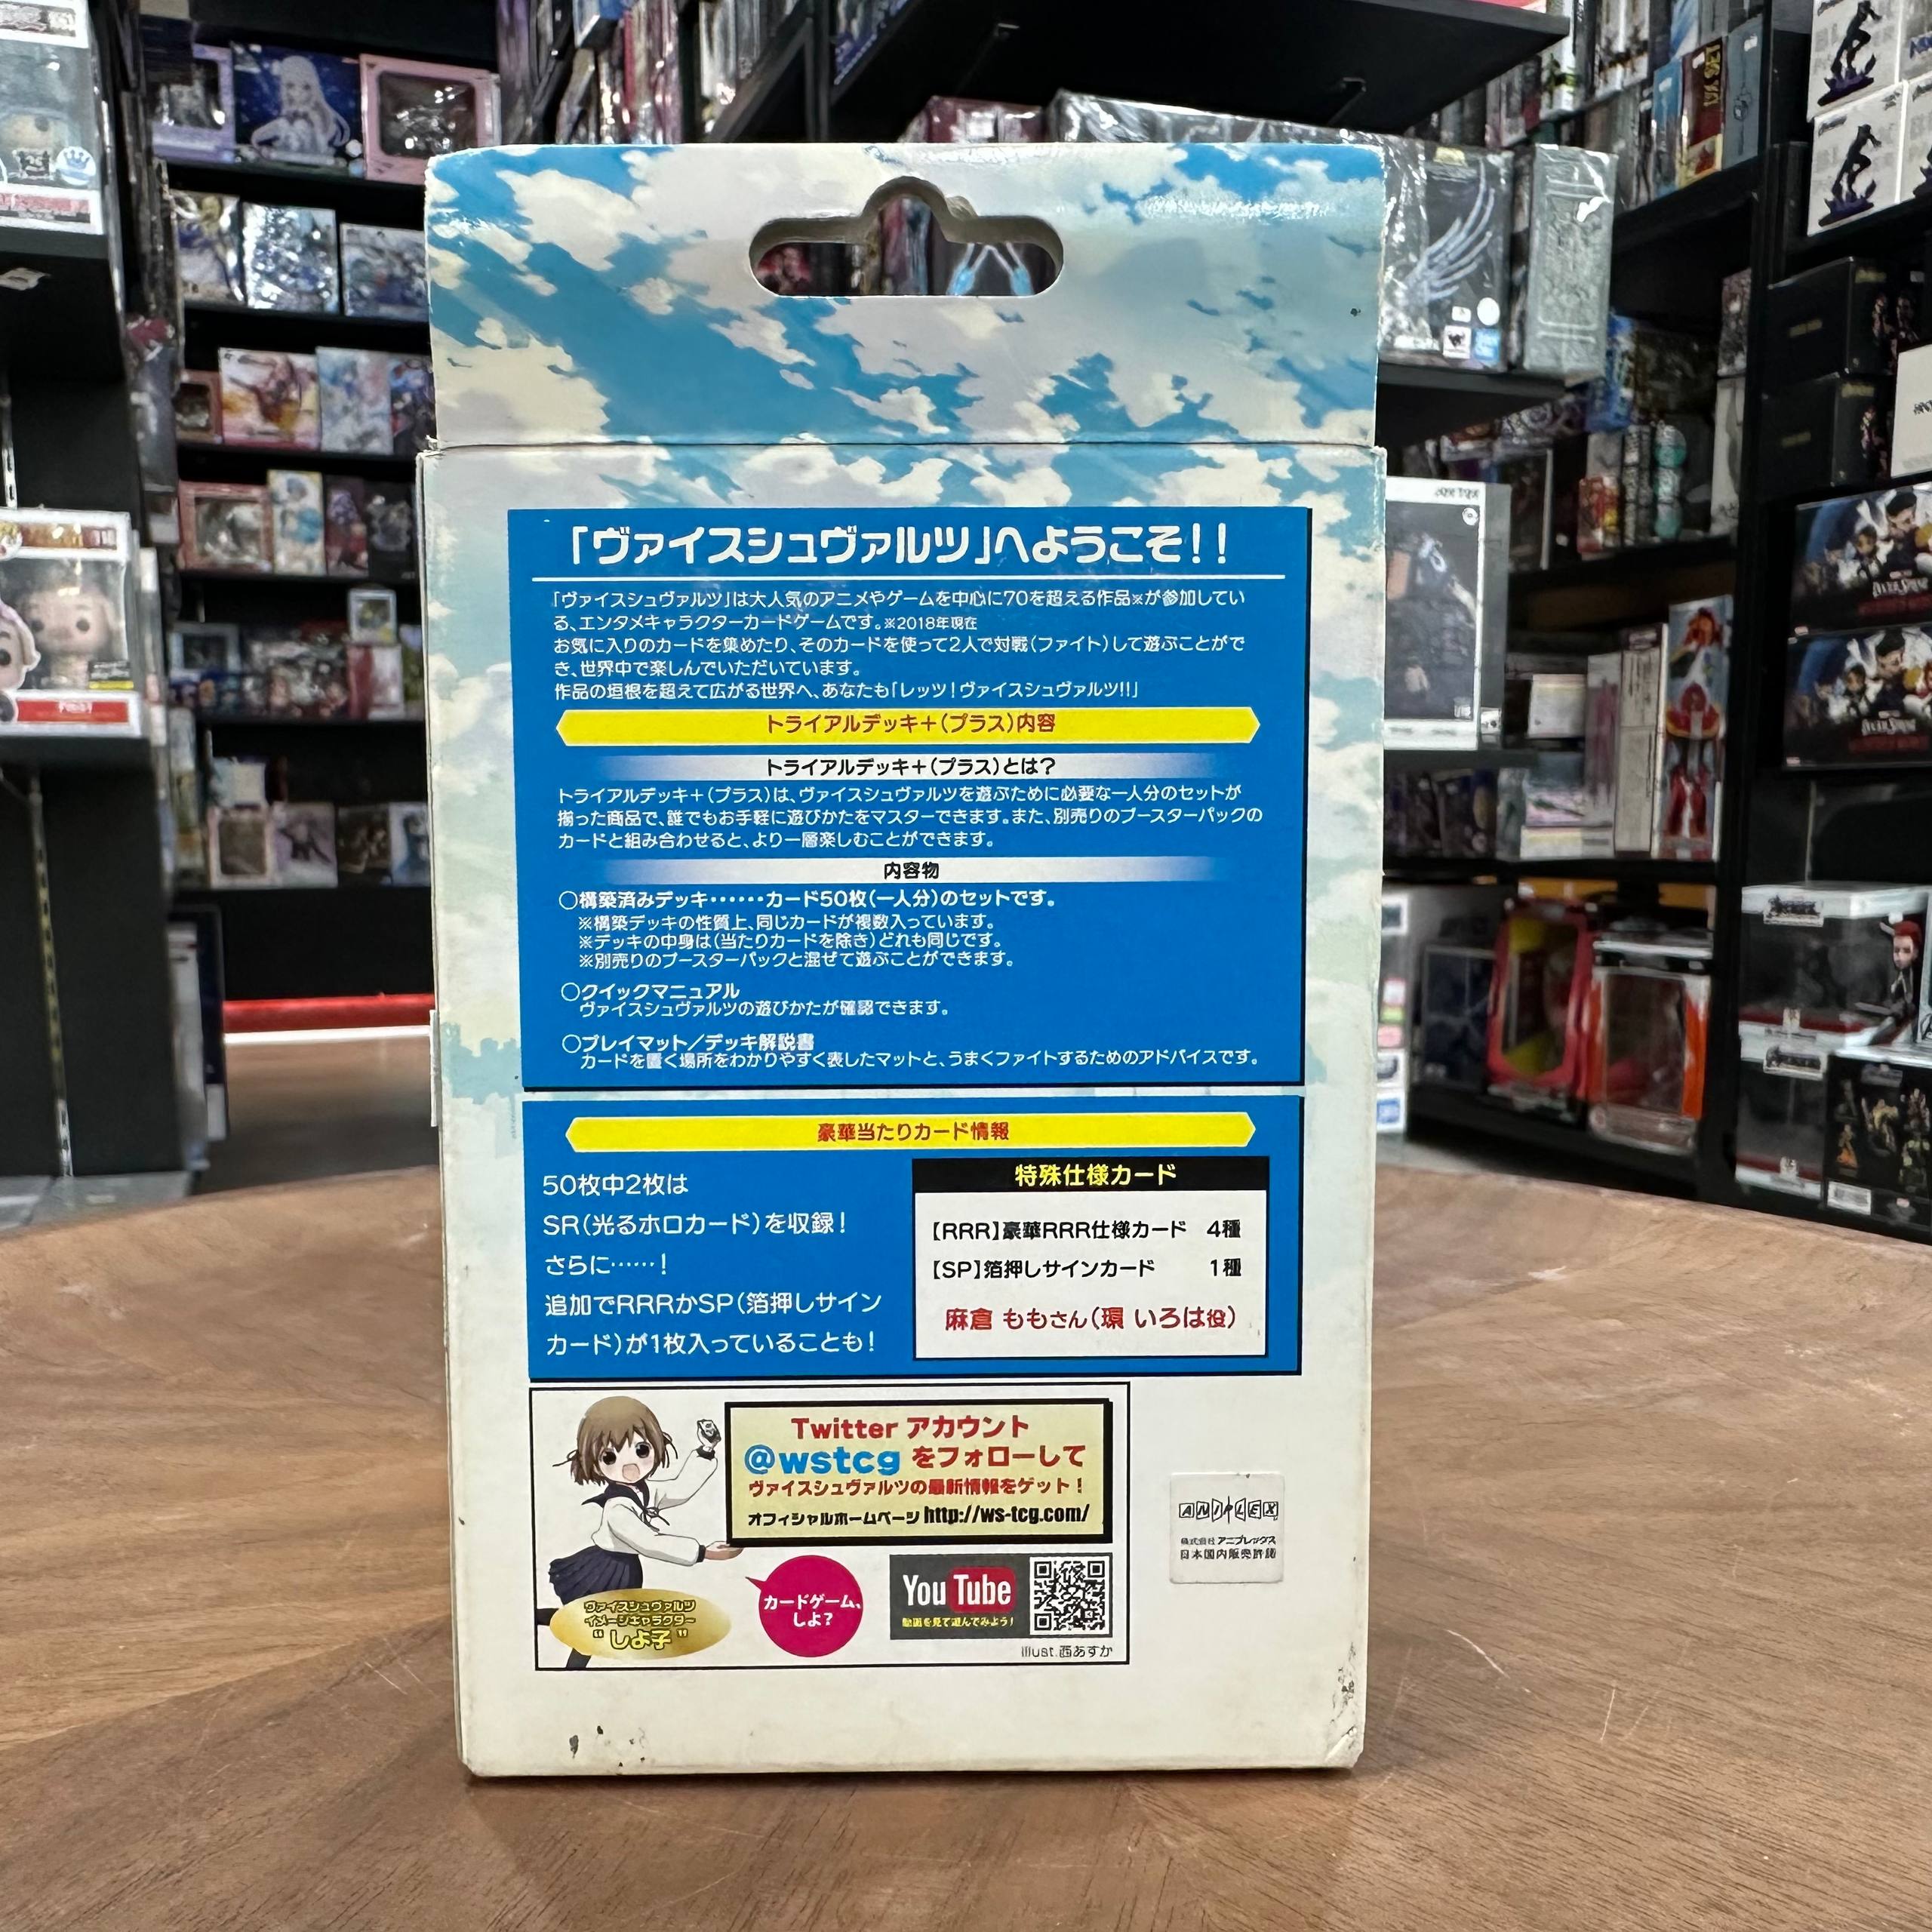 「ヴァイスシュヴァルツ」へようこそ!!
「ヴァイスシュヴァルツ」は大人気のアニメやゲームを中心に70を超える作品※が参加してい
る、エンタメキャラクターカードゲームです。※2018年現在
お気に入りのカードを集めたり、そのカードを使って2人で対戦(ファイト)して遊ぶことがで
き、世界中で楽しんでいただいています。
作品の垣根を超えて広がる世界へ、あなたも「レッツ!ヴァイスシュヴァルツ!!」
トライアルデッキ+(プラス)内容
トライアルデッキ+(プラス)とは?
トライアルデッキ+(プラス)は、ヴァイスシュヴァルツを遊ぶために必要な一人分のセットが
揃った商品で、誰でもお手軽に遊びかたをマスターできます。また、別売りのブースターパックの
カードと組み合わせると、より一層楽しむことができます。
内容物
○構築済みデッキ……カード50枚(一人分)のセットです。
※構築デッキの性質上、同じカードが複数入っています。
※デッキの中身は(当たりカードを除き)どれも同じです。
※別売りのブースターパックと混ぜて遊ぶことができます。
○クイックマニュアル
ヴァイスシュヴァルツの遊びかたが確認できます。
○プレイマット/デッキ解説書
カードを置く場所をわかりやすく表したマットと、うまくファイトするためのアドバイスです。
豪華当たりカード情報
50枚中2枚は
SR(光るホロカード)を収録!
さらに……!
追加でRRRかSP(箔押しサイン
カード)が1枚入っていることも!
特殊仕様カード
【RRR】豪華RRR仕様カード 4種
【SP】箔押しサインカード 1種
麻倉 ももさん(環 いろは役)
Twitter アカウント
@wstcg をフォローして
ヴァイスシュヴァルツの最新情報をゲット!
オフィシャルホームページ http://ws-tcg.com/
ヴァイスシュヴァルツ
イメージキャラクター
"しよ子"
カードゲーム、
しよ?
YouTube
動画を見て遊んでみよう!
illust.西あすか
ANIPLEX
株式会社アニプレックス
日本国内販売許諾